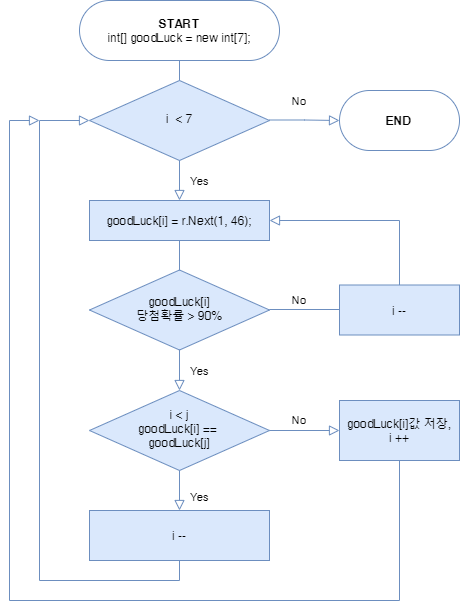 START
int[] goodLuck = new int[7];
i < 7
No
END
Yes
goodLuck[i] = r.Next(1, 46);
goodLuck[i]
당첨확률 > 90%
No
i --
Yes
i < j
goodLuck[i] ==
goodLuck[j]
No
goodLuck[i]값 저장,
i ++
Yes
i --